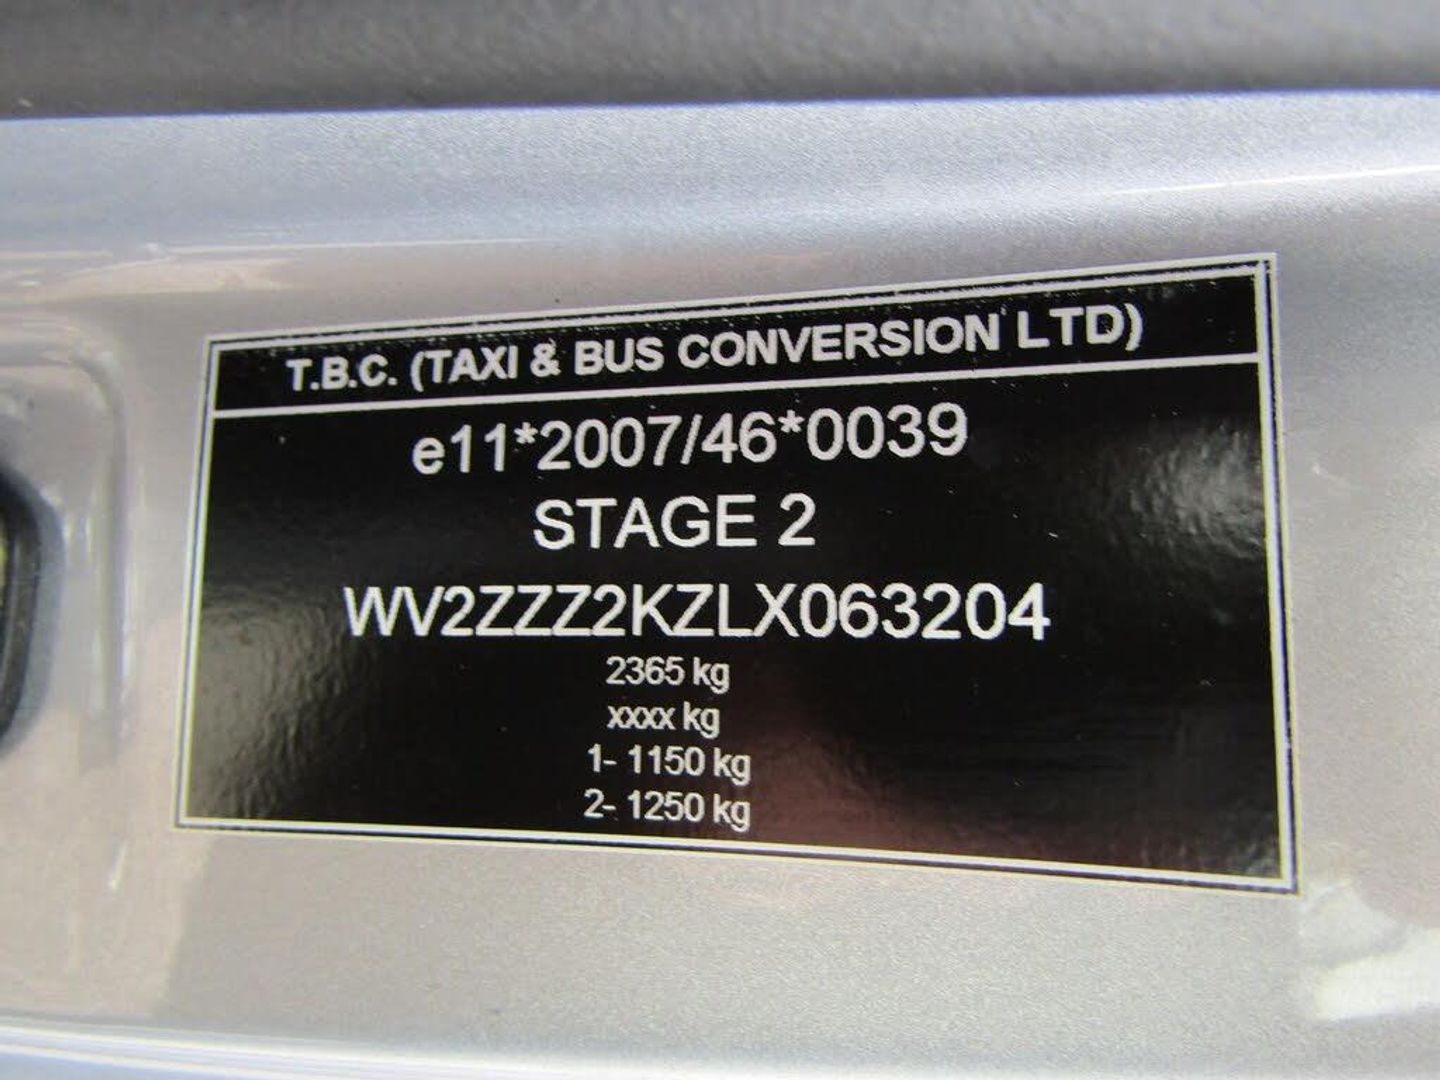 T.B.C. (TAXI & BUS CONVERSION LTD)
e11*2007/46*0039
STAGE 2
WV2ZZZ2KZLX063204
2365 kg
xxxx kg
1- 1150 kg
2- 1250 kg